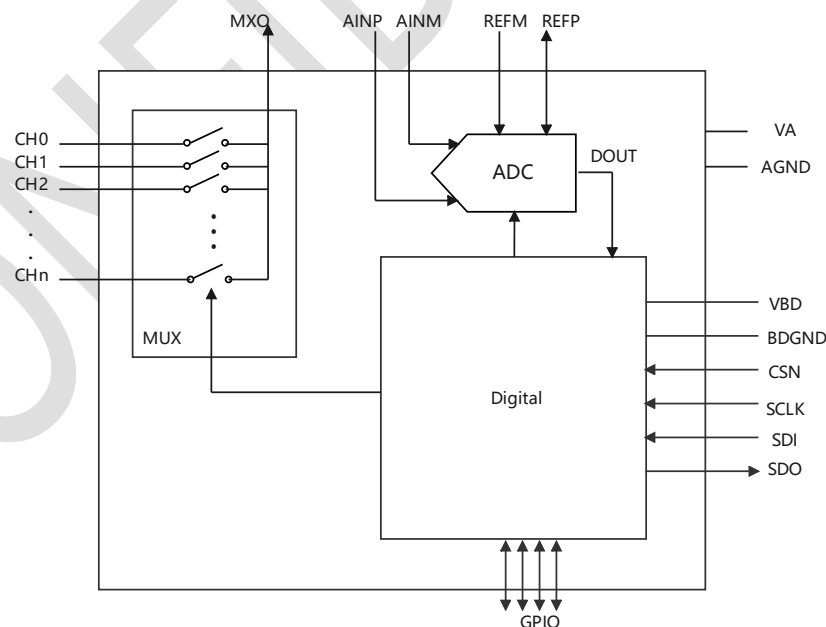 MXO
AINP
AINM
REFM
REFP
CH0
CH1
CH2
.
.
.
CHn
MUX
ADC
DOUT
VA
AGND
Digital
VBD
BDGND
CSN
SCLK
SDI
SDO
GPIO